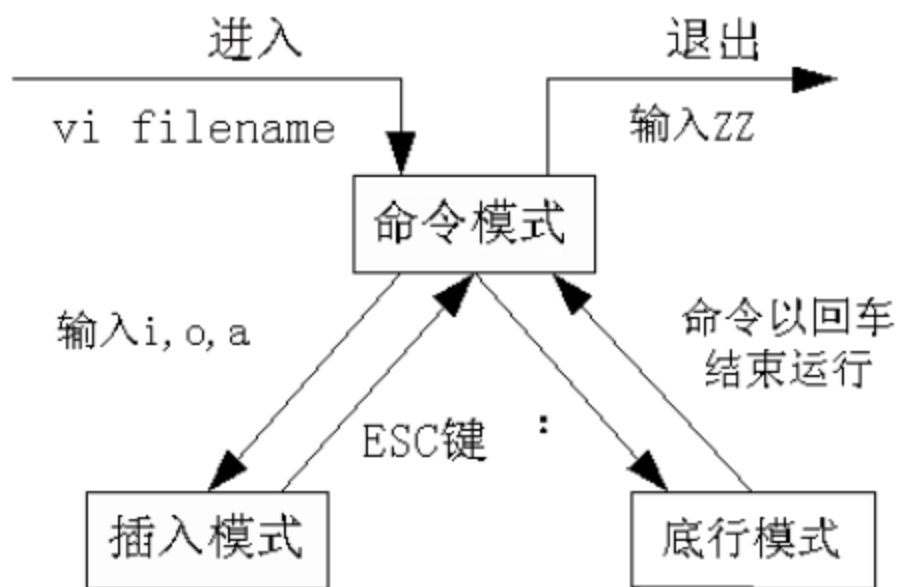 进入
退出
vi filename
输入ZZ
命令模式
输入i,o,a
命令以回车
结束运行
ESC键
:
插入模式
底行模式